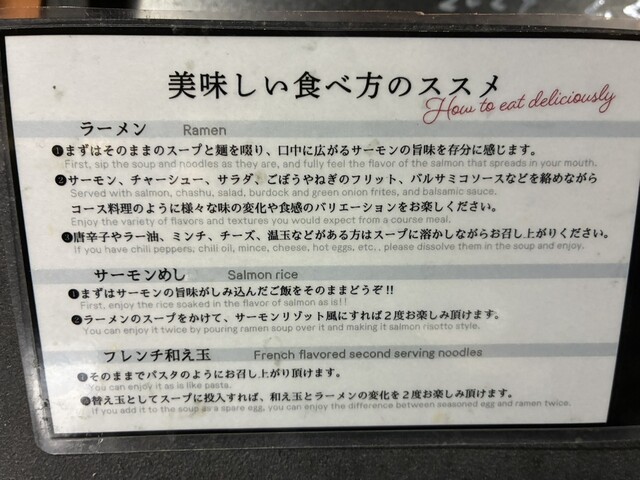 美味しい食べ方のススメ
How to eat deliciously
ラーメン Ramen
❶まずはそのままのスープと麺を啜り、口中に広がるサーモンの旨味を存分に感じます。
First, sip the soup and noodles as they are, and fully feel the flavor of the salmon that spreads in your mouth.
❷サーモン、チャーシュー、サラダ、ごぼうやねぎのフリット、バルサミコソースなどを絡めながら
Served with salmon, chashu, salad, burdock and green onion frites, and balsamic sauce.
コース料理のように様々な味の変化や食感のバリエーションをお楽しください。
Enjoy the variety of flavors and textures you would expect from a course meal.
❸唐辛子やラー油、ミンチ、チーズ、温玉などがある方はスープに溶かしながらお召し上がりください。
If you have chili peppers, chili oil, mince, cheese, hot eggs, etc., please dissolve them in the soup and enjoy.
サーモンめし Salmon rice
❶まずはサーモンの旨味がしみ込んだご飯をそのままどうぞ!!
First, enjoy the rice soaked in the flavor of salmon as is!!
❷ラーメンのスープをかけて、サーモンリゾット風にすれば２度お楽しみ頂けます。
You can enjoy it twice by pouring ramen soup over it and making it salmon risotto style.
フレンチ和え玉 French flavored second serving noodles
❶そのままでパスタのようにお召し上がり頂けます。
You can enjoy it as is like pasta.
❷替え玉としてスープに投入すれば、和え玉とラーメンの変化を２度お楽しみ頂けます。
If you add it to the soup as a spare egg, you can enjoy the difference between seasoned egg and ramen twice.